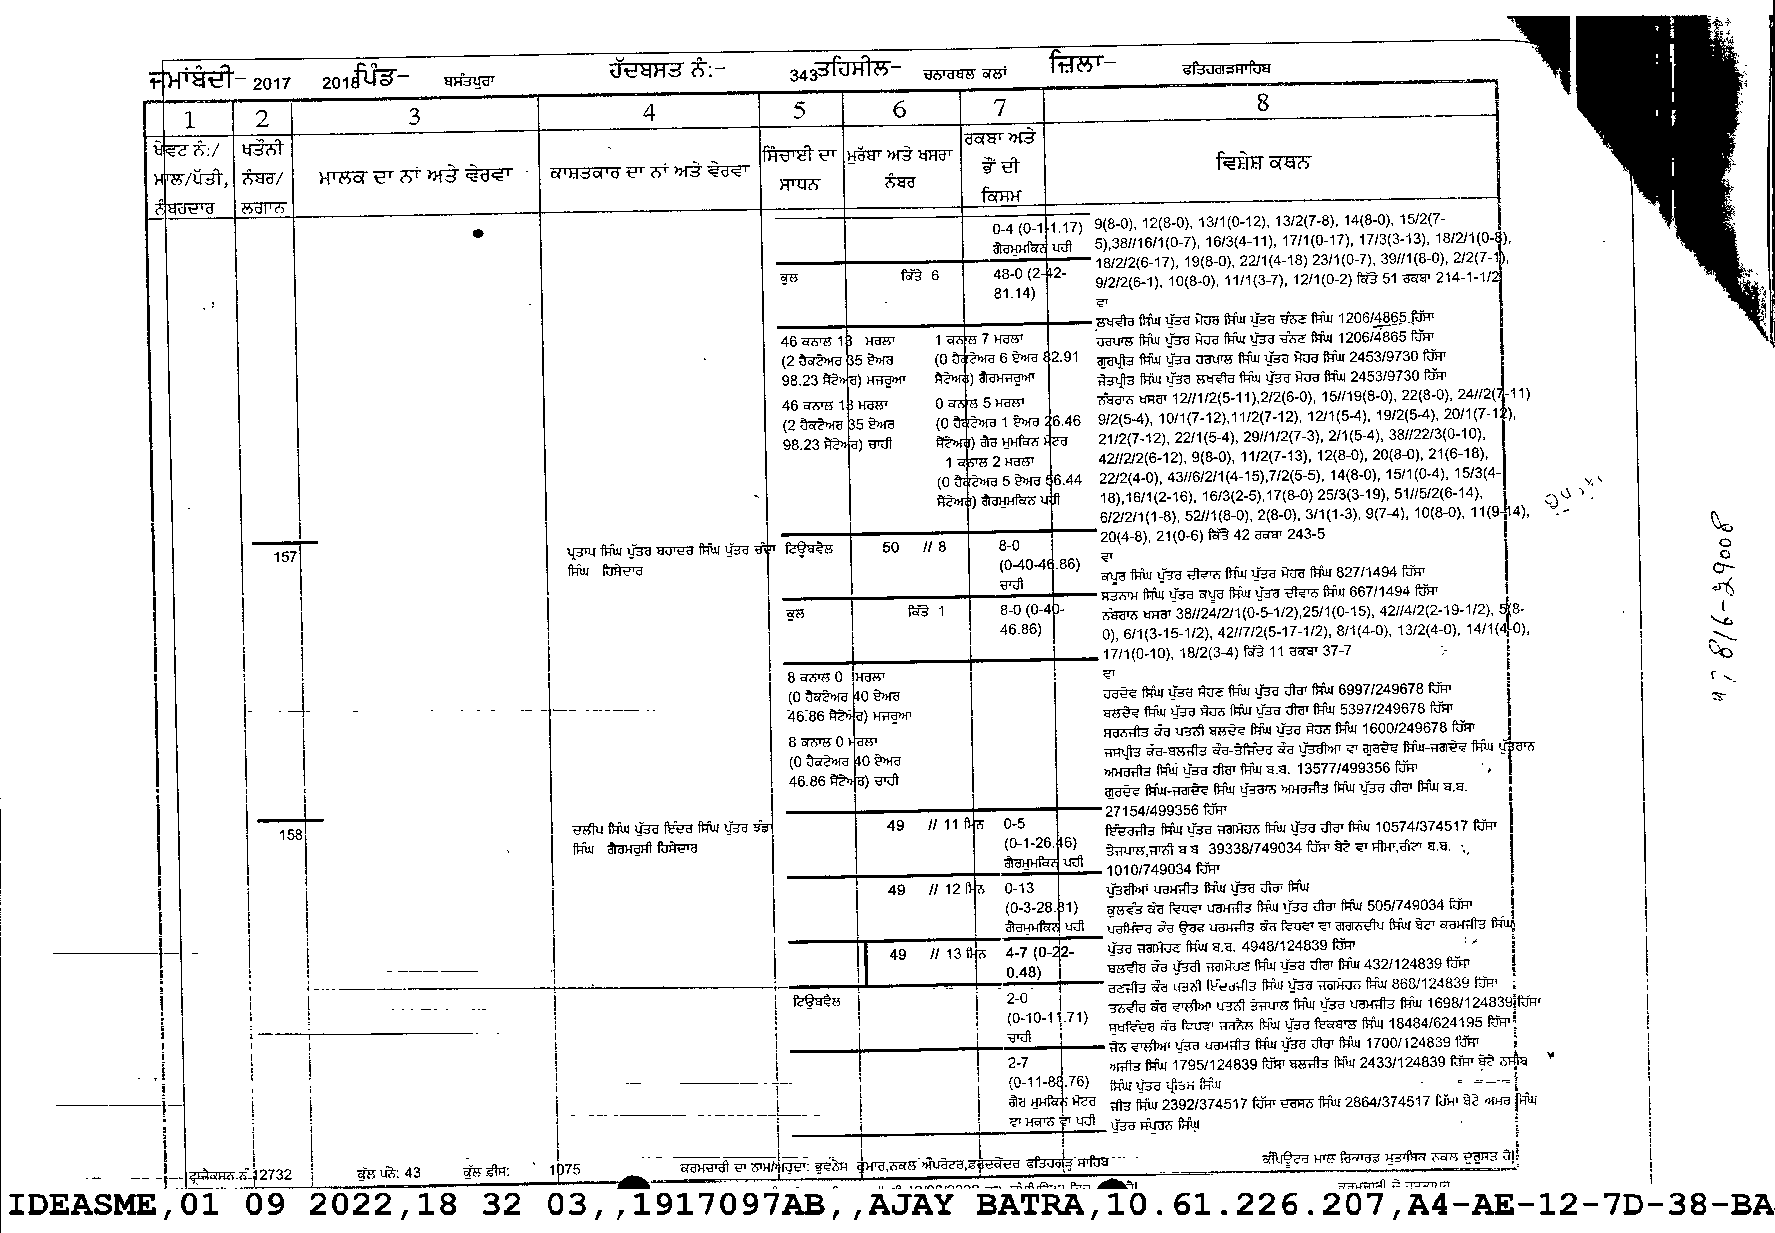 ਜਮਾਂਬੰਦੀ- 2017 2018 ਪਿੰਡ- ਬਸੰਤਪੁਰਾ ਹੱਦਬਸਤ ਨੰ:- 343 ਤਹਿਸੀਲ- ਚਨਾਰਥਲ ਕਲਾਂ ਜ਼ਿਲਾ- ਫਤਿਹਗੜਸਾਹਿਬ
1 2 3 4 5 6 7 8
ਖੇਵਟ ਨੰ:/ ਮਾਲ/ਪੱਤੀ, ਨੰਬਰਦਾਰ
ਖਤੌਨੀ ਨੰਬਰ/ ਲਗਾਨ
ਮਾਲਕ ਦਾ ਨਾਂ ਅਤੇ ਵੇਰਵਾ
ਕਾਸ਼ਤਕਾਰ ਦਾ ਨਾਂ ਅਤੇ ਵੇਰਵਾ
ਸਿੰਚਾਈ ਦਾ ਸਾਧਨ
ਮੁਰੱਬਾ ਅਤੇ ਖਸਰਾ ਨੰਬਰ
ਰਕਬਾ ਅਤੇ ਭੌਂ ਦੀ ਕਿਸਮ
ਵਿਸ਼ੇਸ਼ ਕਥਨ
0-4 (0-1-1.17)
ਗੈਰਮੁਮਕਿਨ ਪਹੀ
ਕੁਲ ਕਿੱਤੇ 6 48-0 (2-42-
81.14)
46 ਕਨਾਲ 13 ਮਰਲਾ 1 ਕਨਾਲ 7 ਮਰਲਾ
(2 ਹੈਕਟੇਅਰ 35 ਏਅਰ (0 ਹੈਕਟੇਅਰ 6 ਏਅਰ 82.91
98.23 ਸੈਂਟੇਅਰ) ਮਜਰੂਆ ਸੈਂਟੇਅਰ) ਗੈਰਮਜਰੂਆ
46 ਕਨਾਲ 13 ਮਰਲਾ 0 ਕਨਾਲ 5 ਮਰਲਾ
(2 ਹੈਕਟੇਅਰ 35 ਏਅਰ (0 ਹੈਕਟੇਅਰ 1 ਏਅਰ 26.46
98.23 ਸੈਂਟੇਅਰ) ਚਾਹੀ ਸੈਂਟੇਅਰ) ਗੈਰ ਮੁਮਕਿਨ ਮੋਟਰ
1 ਕਨਾਲ 2 ਮਰਲਾ
(0 ਹੈਕਟੇਅਰ 5 ਏਅਰ 56.44
ਸੈਂਟੇਅਰ) ਗੈਰਮੁਮਕਿਨ ਪਹੀ
157 ਪ੍ਰਤਾਪ ਸਿੰਘ ਪੁੱਤਰ ਬਹਾਦਰ ਸਿੰਘ ਪੁੱਤਰ ਚੰਦਾ ਟਿਊਬਵੈਲ 50 // 8 8-0
ਸਿੰਘ ਹਿਸੇਦਾਰ (0-40-46.86)
ਚਾਹੀ
ਕੁਲ ਕਿੱਤੇ 1 8-0 (0-40-
46.86)
8 ਕਨਾਲ 0 ਮਰਲਾ
(0 ਹੈਕਟੇਅਰ 40 ਏਅਰ
46.86 ਸੈਂਟੇਅਰ) ਮਜਰੂਆ
8 ਕਨਾਲ 0 ਮਰਲਾ
(0 ਹੈਕਟੇਅਰ 40 ਏਅਰ
46.86 ਸੈਂਟੇਅਰ) ਚਾਹੀ
158 ਦਲੀਪ ਸਿੰਘ ਪੁੱਤਰ ਇੰਦਰ ਸਿੰਘ ਪੁੱਤਰ ਝੰਡਾ 49 // 11 ਮਿਨ 0-5
ਸਿੰਘ ਗੈਰਮਰੂਸੀ ਹਿਸੇਦਾਰ (0-1-26.46)
ਗੈਰਮੁਮਕਿਨ ਪਹੀ
49 // 12 ਮਿਨ 0-13
(0-3-28.81)
ਗੈਰਮੁਮਕਿਨ ਪਹੀ
49 // 13 ਮਿਨ 4-7 (0-22-
0.48)
ਟਿਊਬਵੈਲ 2-0
(0-10-11.71)
ਚਾਹੀ
2-7
(0-11-88.76)
ਗੈਰ ਮੁਮਕਿਨ ਮੋਟਰ
ਵਾ ਮਕਾਨ ਵਾ ਪਹੀ
9(8-0), 12(8-0), 13/1(0-12), 13/2(7-8), 14(8-0), 15/2(7-
5),38//16/1(0-7), 16/3(4-11), 17/1(0-17), 17/3(3-13), 18/2/1(0-8),
18/2/2(6-17), 19(8-0), 22/1(4-18) 23/1(0-7), 39//1(8-0), 2/2(7-1),
9/2/2(6-1), 10(8-0), 11/1(3-7), 12/1(0-2) ਕਿੱਤੇ 51 ਰਕਬਾ 214-1-1/2
ਵਾ
ਲਖਵੀਰ ਸਿੰਘ ਪੁੱਤਰ ਮੇਹਰ ਸਿੰਘ ਪੁੱਤਰ ਚੰਨਣ ਸਿੰਘ 1206/4865 ਹਿੱਸਾ
ਹਰਪਾਲ ਸਿੰਘ ਪੁੱਤਰ ਮੇਹਰ ਸਿੰਘ ਪੁੱਤਰ ਚੰਨਣ ਸਿੰਘ 1206/4865 ਹਿੱਸਾ
ਗੁਰਪ੍ਰੀਤ ਸਿੰਘ ਪੁੱਤਰ ਹਰਪਾਲ ਸਿੰਘ ਪੁੱਤਰ ਮੇਹਰ ਸਿੰਘ 2453/9730 ਹਿੱਸਾ
ਜੋਤਪ੍ਰੀਤ ਸਿੰਘ ਪੁੱਤਰ ਲਖਵੀਰ ਸਿੰਘ ਪੁੱਤਰ ਮੇਹਰ ਸਿੰਘ 2453/9730 ਹਿੱਸਾ
ਨੰਬਰਾਨ ਖਸਰਾ 12//1/2(5-11),2/2(6-0), 15//19(8-0), 22(8-0), 24//2(7-11)
9/2(5-4), 10/1(7-12),11/2(7-12), 12/1(5-4), 19/2(5-4), 20/1(7-12),
21/2(7-12), 22/1(5-4), 29//1/2(7-3), 2/1(5-4), 38//22/3(0-10),
42//2/2(6-12), 9(8-0), 11/2(7-13), 12(8-0), 20(8-0), 21(6-18),
22/2(4-0), 43//6/2/1(4-15),7/2(5-5), 14(8-0), 15/1(0-4), 15/3(4-
18),16/1(2-16), 16/3(2-5),17(8-0) 25/3(3-19), 51//5/2(6-14),
6/2/2/1(1-8), 52//1(8-0), 2(8-0), 3/1(1-3), 9(7-4), 10(8-0), 11(9-14),
20(4-8), 21(0-6) ਕਿੱਤੇ 42 ਰਕਬਾ 243-5
ਵਾ
ਕਪੂਰ ਸਿੰਘ ਪੁੱਤਰ ਦੀਵਾਨ ਸਿੰਘ ਪੁੱਤਰ ਮੇਹਰ ਸਿੰਘ 827/1494 ਹਿੱਸਾ
ਸਤਨਾਮ ਸਿੰਘ ਪੁੱਤਰ ਕਪੂਰ ਸਿੰਘ ਪੁੱਤਰ ਦੀਵਾਨ ਸਿੰਘ 667/1494 ਹਿੱਸਾ
ਨੰਬਰਾਨ ਖਸਰਾ 38//24/2/1(0-5-1/2),25/1(0-15), 42//4/2(2-19-1/2), 5(8-
0), 6/1(3-15-1/2), 42//7/2(5-17-1/2), 8/1(4-0), 13/2(4-0), 14/1(4-0),
17/1(0-10), 18/2(3-4) ਕਿੱਤੇ 11 ਰਕਬਾ 37-7
ਵਾ
ਹਰਦੇਵ ਸਿੰਘ ਪੁੱਤਰ ਸੋਹਣ ਸਿੰਘ ਪੁੱਤਰ ਹੀਰਾ ਸਿੰਘ 6997/249678 ਹਿੱਸਾ
ਬਲਦੇਵ ਸਿੰਘ ਪੁੱਤਰ ਸੋਹਨ ਸਿੰਘ ਪੁੱਤਰ ਹੀਰਾ ਸਿੰਘ 5397/249678 ਹਿੱਸਾ
ਸਰਨਜੀਤ ਕੌਰ ਪਤਨੀ ਬਲਦੇਵ ਸਿੰਘ ਪੁੱਤਰ ਸੋਹਨ ਸਿੰਘ 1600/249678 ਹਿੱਸਾ
ਜਸਪ੍ਰੀਤ ਕੌਰ-ਬਲਜੀਤ ਕੌਰ-ਤੇਜਿੰਦਰ ਕੌਰ ਪੁੱਤਰੀਆ ਵਾ ਗੁਰਦੇਵ ਸਿੰਘ-ਜਗਦੇਵ ਸਿੰਘ ਪੁੱਤਰਾਨ
ਅਮਰਜੀਤ ਸਿੰਘ ਪੁੱਤਰ ਹੀਰਾ ਸਿੰਘ ਬ.ਬ. 13577/499356 ਹਿੱਸਾ
ਗੁਰਦੇਵ ਸਿੰਘ-ਜਗਦੇਵ ਸਿੰਘ ਪੁੱਤਰਾਨ ਅਮਰਜੀਤ ਸਿੰਘ ਪੁੱਤਰ ਹੀਰਾ ਸਿੰਘ ਬ.ਬ.
27154/499356 ਹਿੱਸਾ
ਇੰਦਰਜੀਤ ਸਿੰਘ ਪੁੱਤਰ ਜਗਮੋਹਨ ਸਿੰਘ ਪੁੱਤਰ ਹੀਰਾ ਸਿੰਘ 10574/374517 ਹਿੱਸਾ
ਤੇਜਪਾਲ,ਜਾਨੀ ਬ ਬ 39338/749034 ਹਿੱਸਾ ਬੇਟੇ ਵਾ ਸੀਮਾ,ਰੀਟਾ ਬ.ਬ.
1010/749034 ਹਿੱਸਾ
ਪੁੱਤਰੀਆਂ ਪਰਮਜੀਤ ਸਿੰਘ ਪੁੱਤਰ ਹੀਰਾ ਸਿੰਘ
ਕੁਲਵੰਤ ਕੌਰ ਵਿਧਵਾ ਪਰਮਜੀਤ ਸਿੰਘ ਪੁੱਤਰ ਹੀਰਾ ਸਿੰਘ 505/749034 ਹਿੱਸਾ
ਪਰਮਿੰਦਰ ਕੌਰ ਉਰਫ ਪਰਮਜੀਤ ਕੌਰ ਵਿਧਵਾ ਵਾ ਗਗਨਦੀਪ ਸਿੰਘ ਬੇਟਾ ਕਰਮਜੀਤ ਸਿੰਘ
ਪੁੱਤਰ ਜਗਮੋਹਣ ਸਿੰਘ ਬ.ਬ. 4948/124839 ਹਿੱਸਾ
ਬਲਵੀਰ ਕੌਰ ਪੁੱਤਰੀ ਜਗਮੋਹਣ ਸਿੰਘ ਪੁੱਤਰ ਹੀਰਾ ਸਿੰਘ 432/124839 ਹਿੱਸਾ
ਰਣਜੀਤ ਕੌਰ ਪਤਨੀ ਇੰਦਰਜੀਤ ਸਿੰਘ ਪੁੱਤਰ ਜਗਮੋਹਨ ਸਿੰਘ 868/124839 ਹਿੱਸਾ
ਤਨਵੀਰ ਕੌਰ ਵਾਲੀਆ ਪਤਨੀ ਤੇਜਪਾਲ ਸਿੰਘ ਪੁੱਤਰ ਪਰਮਜੀਤ ਸਿੰਘ 1698/124839 ਹਿੱਸਾ
ਸੁਖਵਿੰਦਰ ਕੌਰ ਵਿਧਵਾ ਜਰਨੈਲ ਸਿੰਘ ਪੁੱਤਰ ਇਕਬਾਲ ਸਿੰਘ 18484/624195 ਹਿੱਸਾ
ਜੋਨ ਵਾਲੀਆ ਪੁੱਤਰ ਪਰਮਜੀਤ ਸਿੰਘ ਪੁੱਤਰ ਹੀਰਾ ਸਿੰਘ 1700/124839 ਹਿੱਸਾ
ਅਜੀਤ ਸਿੰਘ 1795/124839 ਹਿੱਸਾ ਬਲਜੀਤ ਸਿੰਘ 2433/124839 ਹਿੱਸਾ ਬੇਟੇ ਨਸੀਬ
ਸਿੰਘ ਪੁੱਤਰ ਪ੍ਰੀਤਮ ਸਿੰਘ
ਜੀਤ ਸਿੰਘ 2392/374517 ਹਿੱਸਾ ਦਰਸਨ ਸਿੰਘ 2864/374517 ਹਿੱਸਾ ਬੇਟੇ ਅਮਰ ਸਿੰਘ
ਪੁੱਤਰ ਸੰਪੂਰਨ ਸਿੰਘ
47816-29008
ਟ੍ਰਾਂਜੈਕਸ਼ਨ ਨੰ 12732 ਕੁੱਲ ਪਨੇ: 43 ਕੁੱਲ ਫ਼ੀਸ: 1075 ਕਰਮਚਾਰੀ ਦਾ ਨਾਮ/ਅਹੁਦਾ: ਭੁਵਨੇਸ ਕੁਮਾਰ,ਨਕਲ ਅੌਪਰੇਟਰ,ਫਰਦਕੇਂਦਰ ਫਤਿਹਗੜ੍ਹ ਸਾਹਿਬ ਕੰਪਿਊਟਰ ਮਾਲ ਰਿਕਾਰਡ ਮੁਤਾਬਿਕ ਨਕਲ ਦਰੁਸਤ ਹੈ।
IDEASME,01 09 2022,18 32 03,,1917097AB,,AJAY BATRA,10.61.226.207,A4-AE-12-7D-38-BA